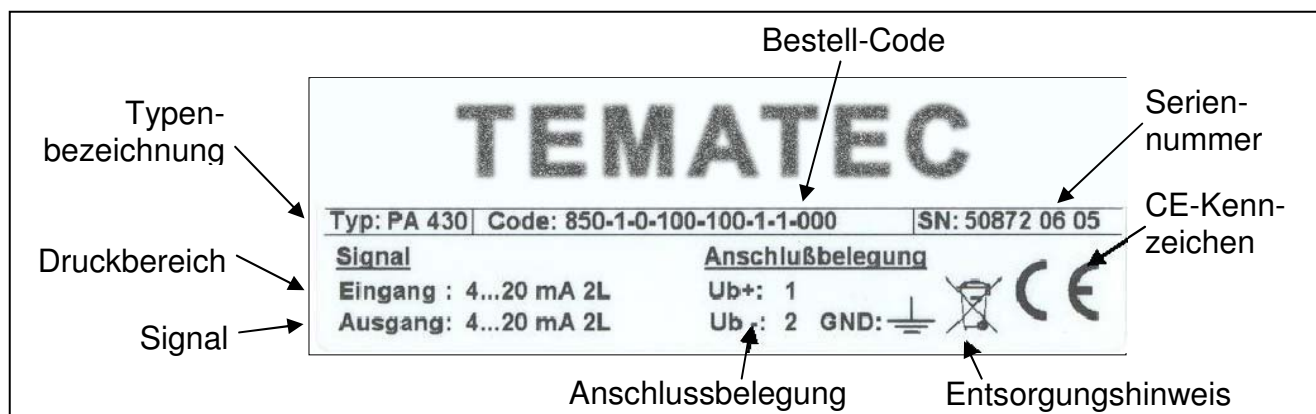 Bestell-Code
Typen-
bezeichnung
Serien-
nummer
TEMATEC
CE-Kenn-
zeichen
Typ: PA 430 Code: 850-1-0-100-100-1-1-000 SN: 50872 06 05
Druckbereich
Signal Anschlußbelegung
Eingang : 4...20 mA 2L Ub+: 1
Ausgang: 4...20 mA 2L Ub -: 2 GND:
CE
Signal
Anschlussbelegung
Entsorgungshinweis